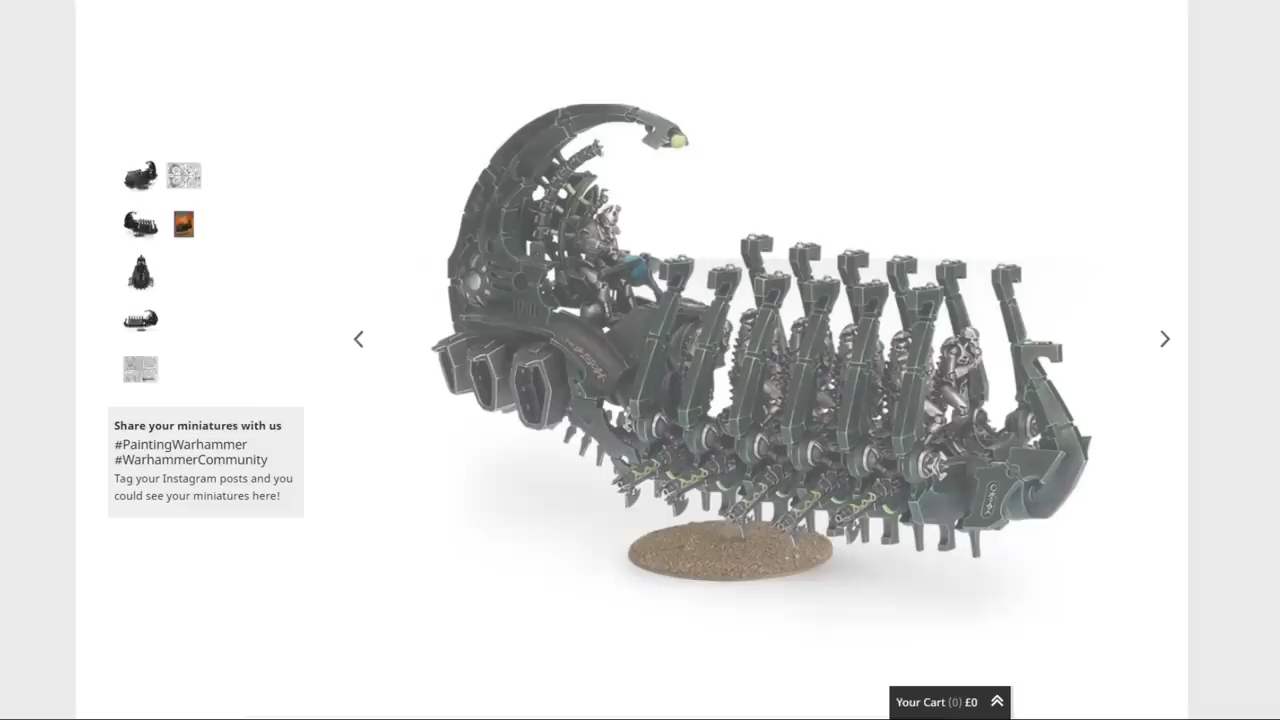 Share your miniatures with us
#PaintingWarhammer
#WarhammerCommunity
Tag your Instagram posts and you
could see your miniatures here!
Your Cart (0) £0